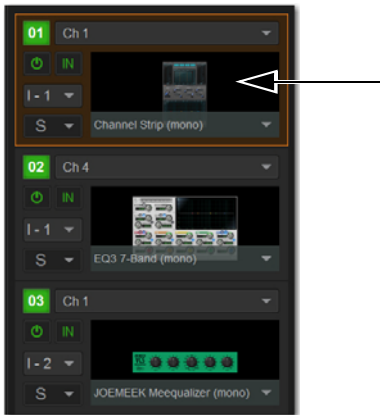 01 Ch 1
IN
I - 1
S Channel Strip (mono)
02 Ch 4
IN
I - 1
S EQ3 7-Band (mono)
03 Ch 1
IN
I - 2
S JOEMEEK Meequalizer (mono)